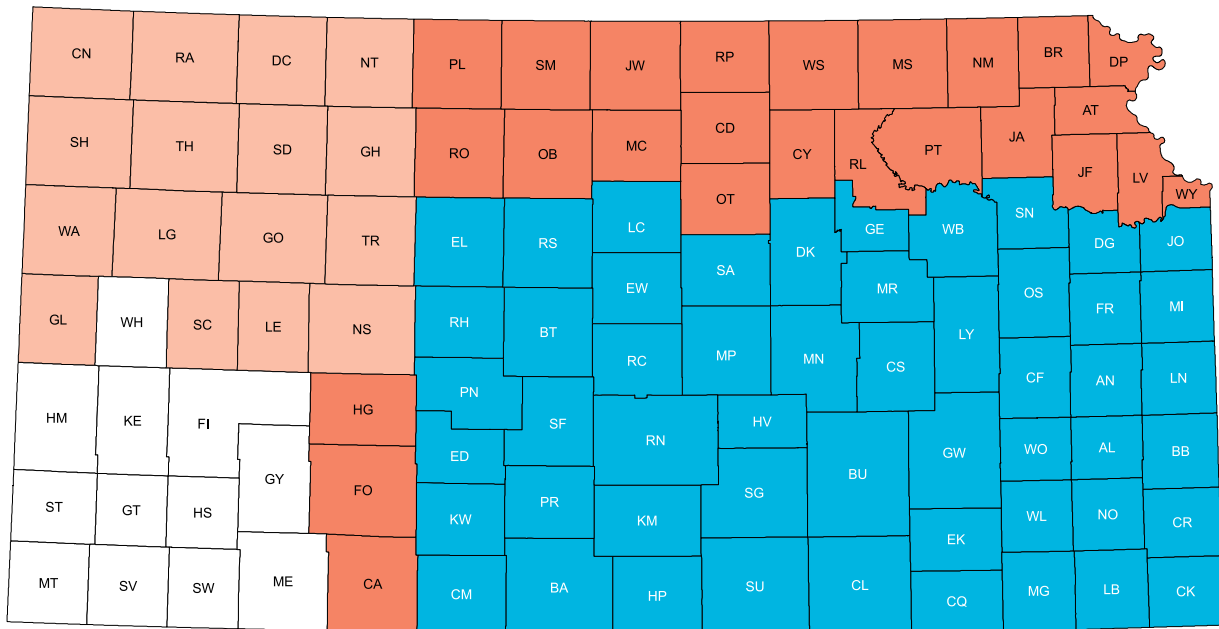 CN RA DC NT PL SM JW RP WS MS NM BR DP
SH TH SD GH RO OB MC CD CY RL PT JA AT
JF LV WY
WA LG GO TR EL RS LC OT DK GE WB SN DG JO
GL WH SC LE NS RH BT EW SA MR OS FR MI
RC MP MN CS LY
HM KE FI HG PN SF RN HV BU GW CF AN LN
ST GT HS GY FO ED PR SG WO AL BB
KW KM EK WL NO CR
MT SV SW ME CA CM BA HP SU CL CQ MG LB CK